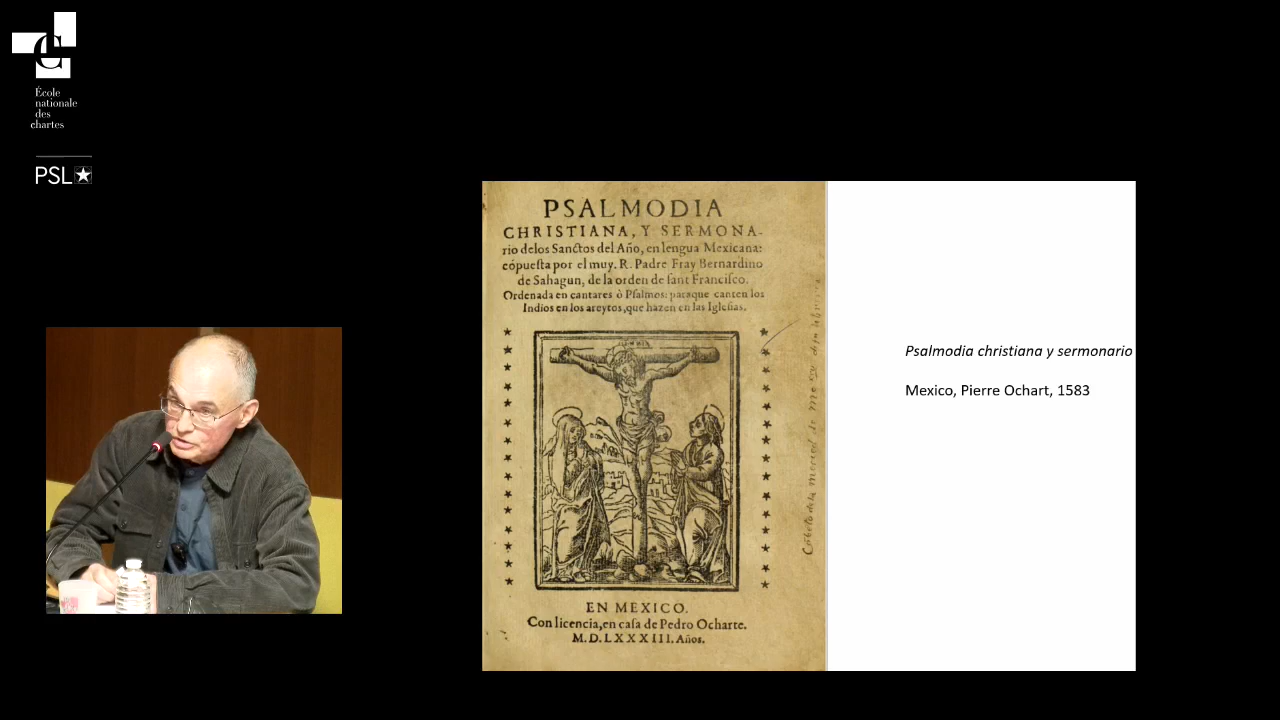 École
nationale
des
chartes
PSL
PSALMODIA
CHRISTIANA, Y SERMONA-
rio delos Sanctos del Año, en lengua Mexicana:
cõpuesta por el muy. R. Padre Fray Bernardino
de Sahagun, de la orden de sant Francisco.
Ordenada en cantares ò Psalmos: paraque canten los
Indios en los areytos, que hazen en las Iglesias.
EN MEXICO.
Con licencia, en casa de Pedro Ocharte.
M.D.LXXXIII. Años.
Psalmodia christiana y sermonario
Mexico, Pierre Ochart, 1583